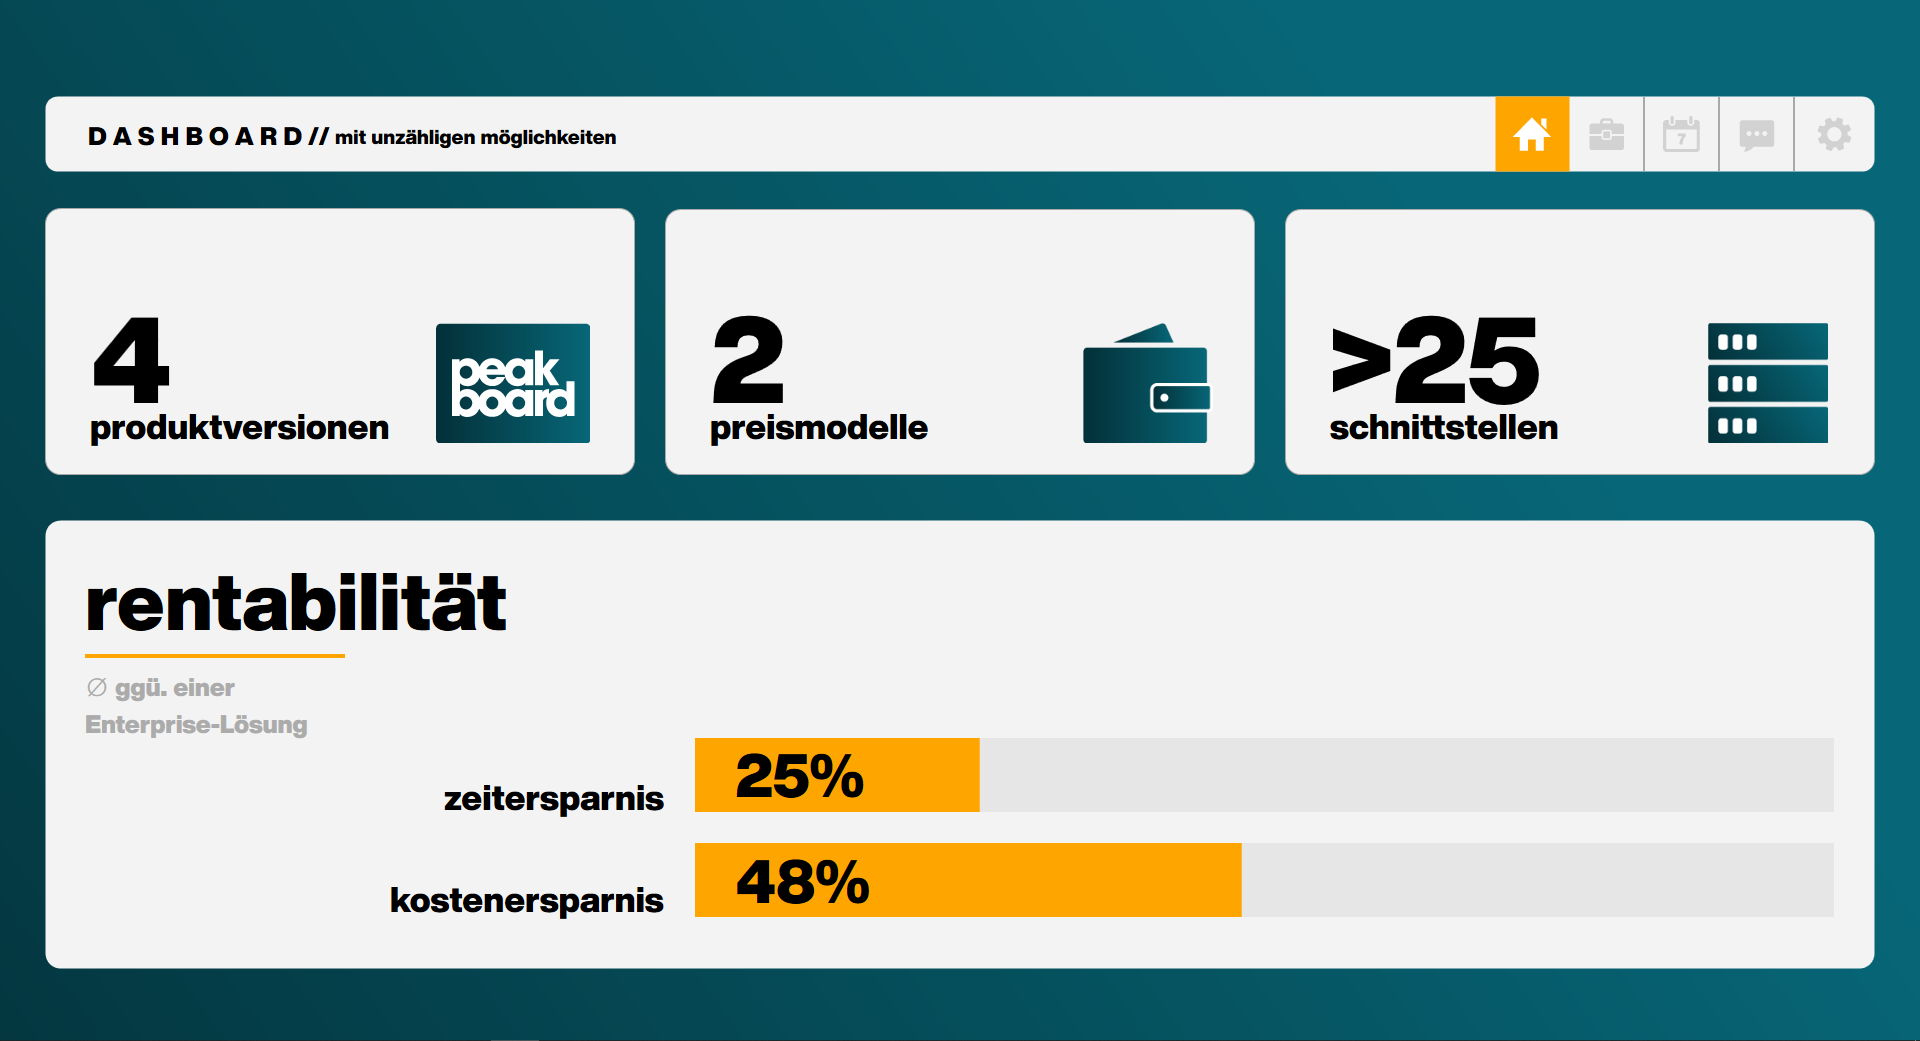 DASHBOARD// mit unzähligen möglichkeiten
7
4
produktversionen
peak
board
2
preismodelle
>25
schnittstellen
rentabilität
∅ ggü. einer
Enterprise-Lösung
zeitersparnis
25%
kostenersparnis
48%